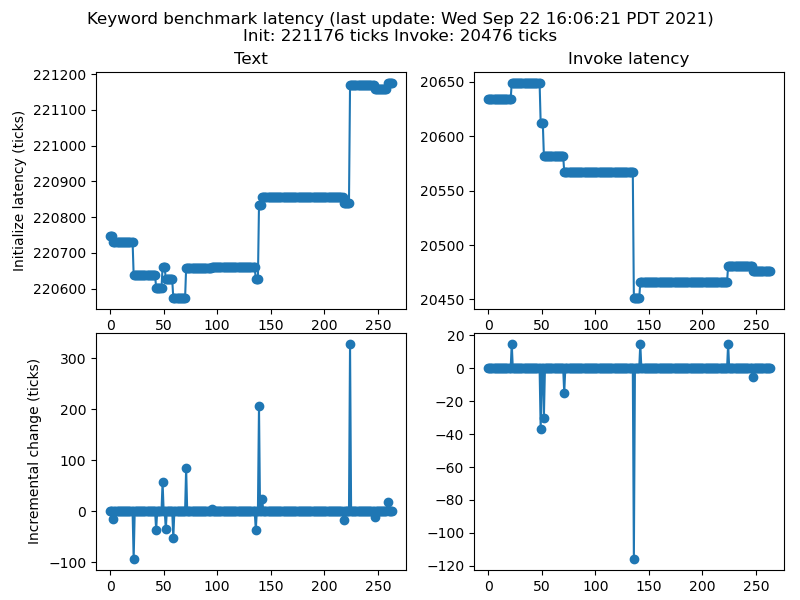 Keyword benchmark latency (last update: Wed Sep 22 16:06:21 PDT 2021)
Init: 221176 ticks Invoke: 20476 ticks
Text
Invoke latency
Initialize latency (ticks)
221200
221100
221000
220900
220800
220700
220600
0 50 100 150 200 250
20650
20600
20550
20500
20450
0 50 100 150 200 250
Incremental change (ticks)
300
200
100
0
−100
0 50 100 150 200 250
20
0
−20
−40
−60
−80
−100
−120
0 50 100 150 200 250